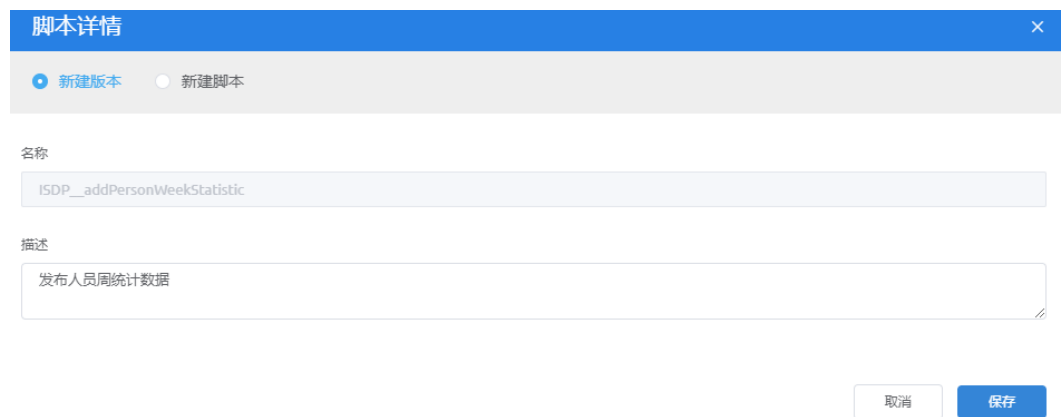 脚本详情
新建版本 新建脚本
名称
ISDP__addPersonWeekStatistic
描述
发布人员周统计数据
取消 保存